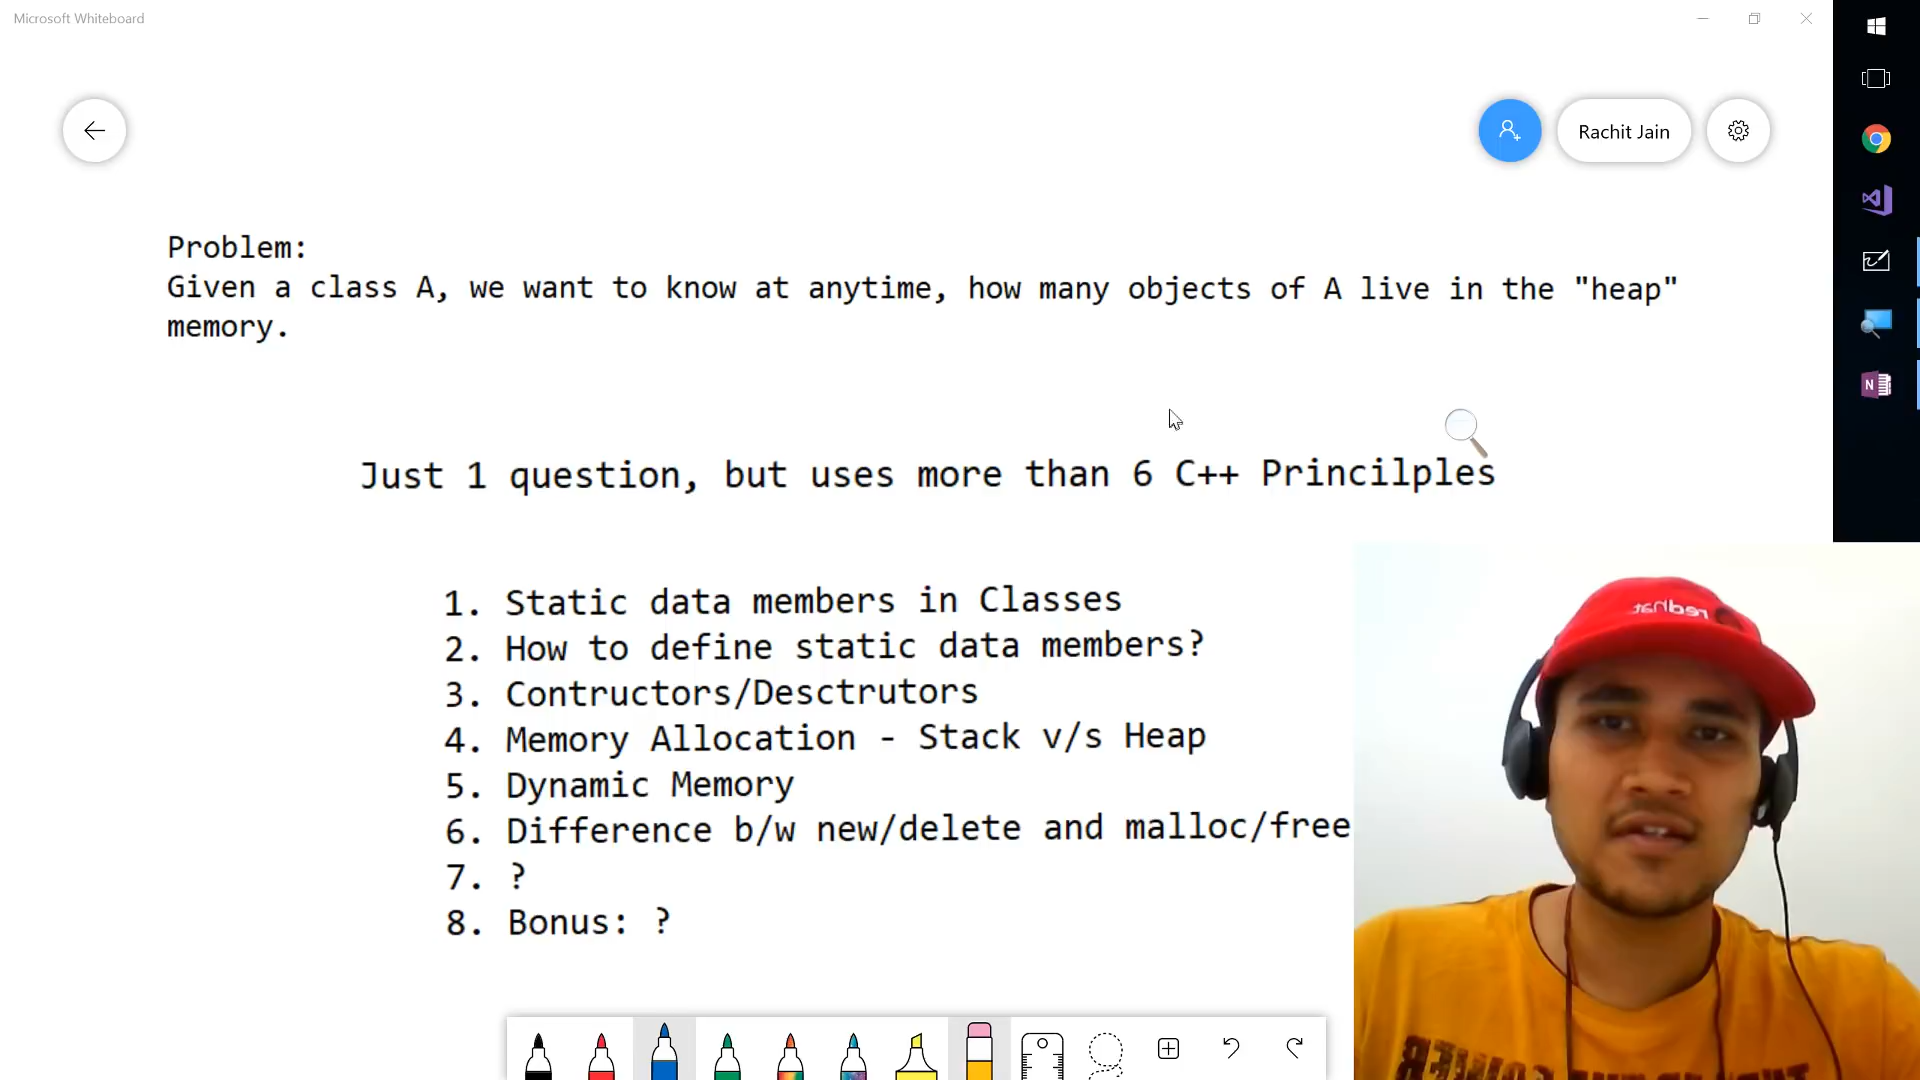 Microsoft Whiteboard
Rachit Jain
Problem:
Given a class A, we want to know at anytime, how many objects of A live in the "heap"
memory.
Just 1 question, but uses more than 6 C++ Princilples
1. Static data members in Classes
2. How to define static data members?
3. Contructors/Desctrutors
4. Memory Allocation - Stack v/s Heap
5. Dynamic Memory
6. Difference b/w new/delete and malloc/free
7. ?
8. Bonus: ?
redhat
N